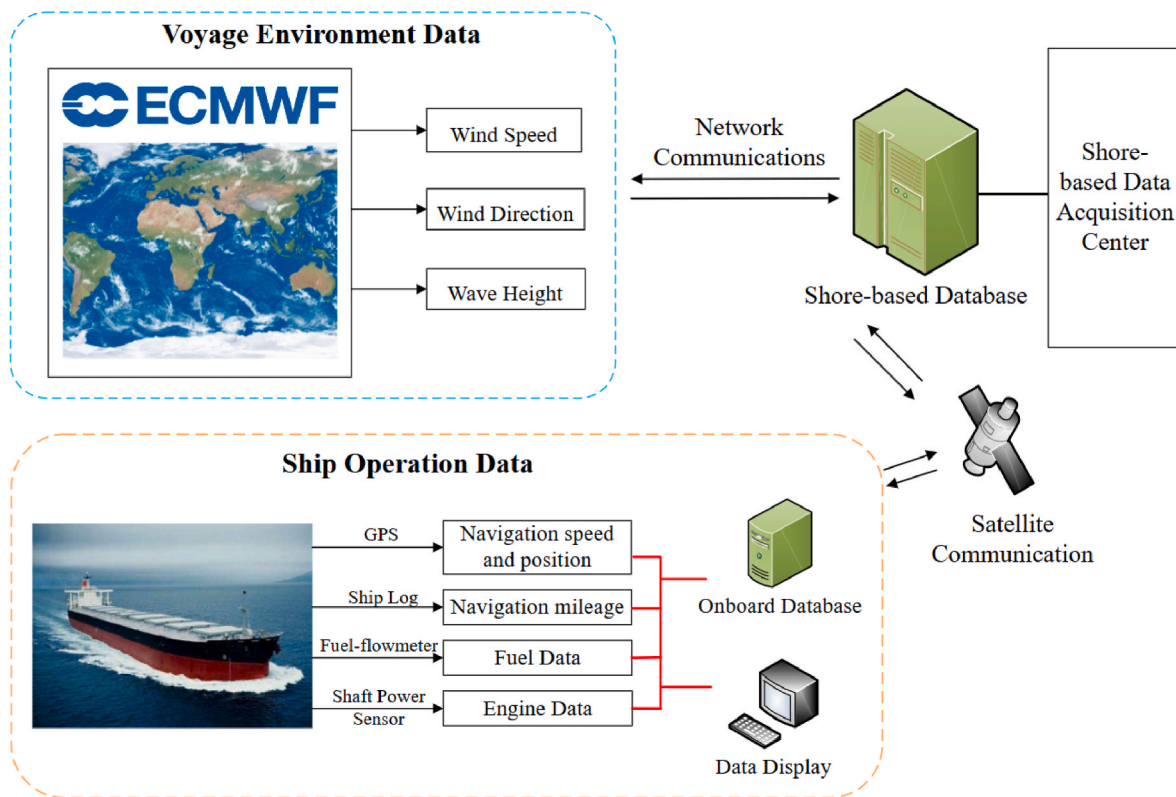 Voyage Environment Data
ECMWF
Wind Speed
Wind Direction
Wave Height
Network
Communications
Shore-based Database
Shore-
based Data
Acquisition
Center
Satellite
Communication
Ship Operation Data
GPS
Navigation speed
and position
Ship Log
Navigation mileage
Fuel-flowmeter
Fuel Data
Shaft Power
Sensor
Engine Data
Onboard Database
Data Display